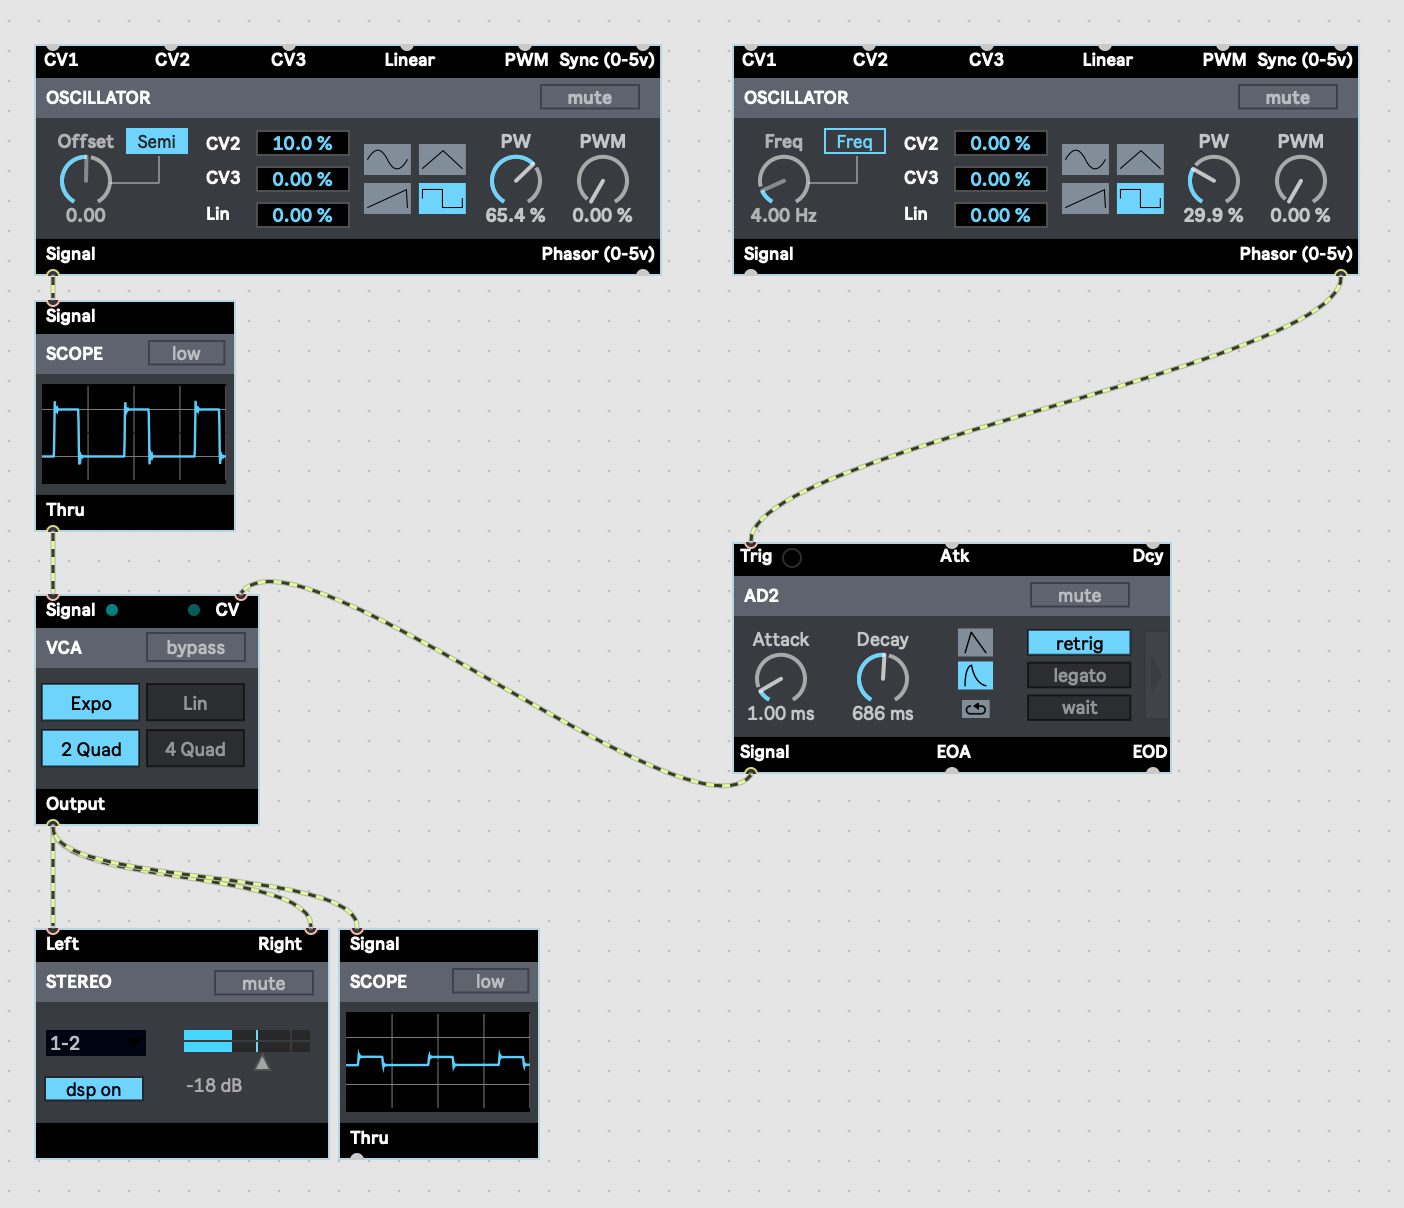 CV1 CV2 CV3 Linear PWM Sync (0-5v)
OSCILLATOR mute
Offset Semi CV2 10.0 % PW PWM
CV3 0.00 %
0.00 Lin 0.00 % 65.4 % 0.00 %
Signal Phasor (0-5v)
CV1 CV2 CV3 Linear PWM Sync (0-5v)
OSCILLATOR mute
Freq Freq CV2 0.00 % PW PWM
CV3 0.00 %
4.00 Hz Lin 0.00 % 29.9 % 0.00 %
Signal Phasor (0-5v)
Signal
SCOPE low
Thru
Signal CV
VCA bypass
Expo Lin
2 Quad 4 Quad
Output
Trig Atk Dcy
AD2 mute
Attack Decay retrig
legato
1.00 ms 686 ms wait
Signal EOA EOD
Left Right
STEREO mute
1-2
dsp on -18 dB
Signal
SCOPE low
Thru